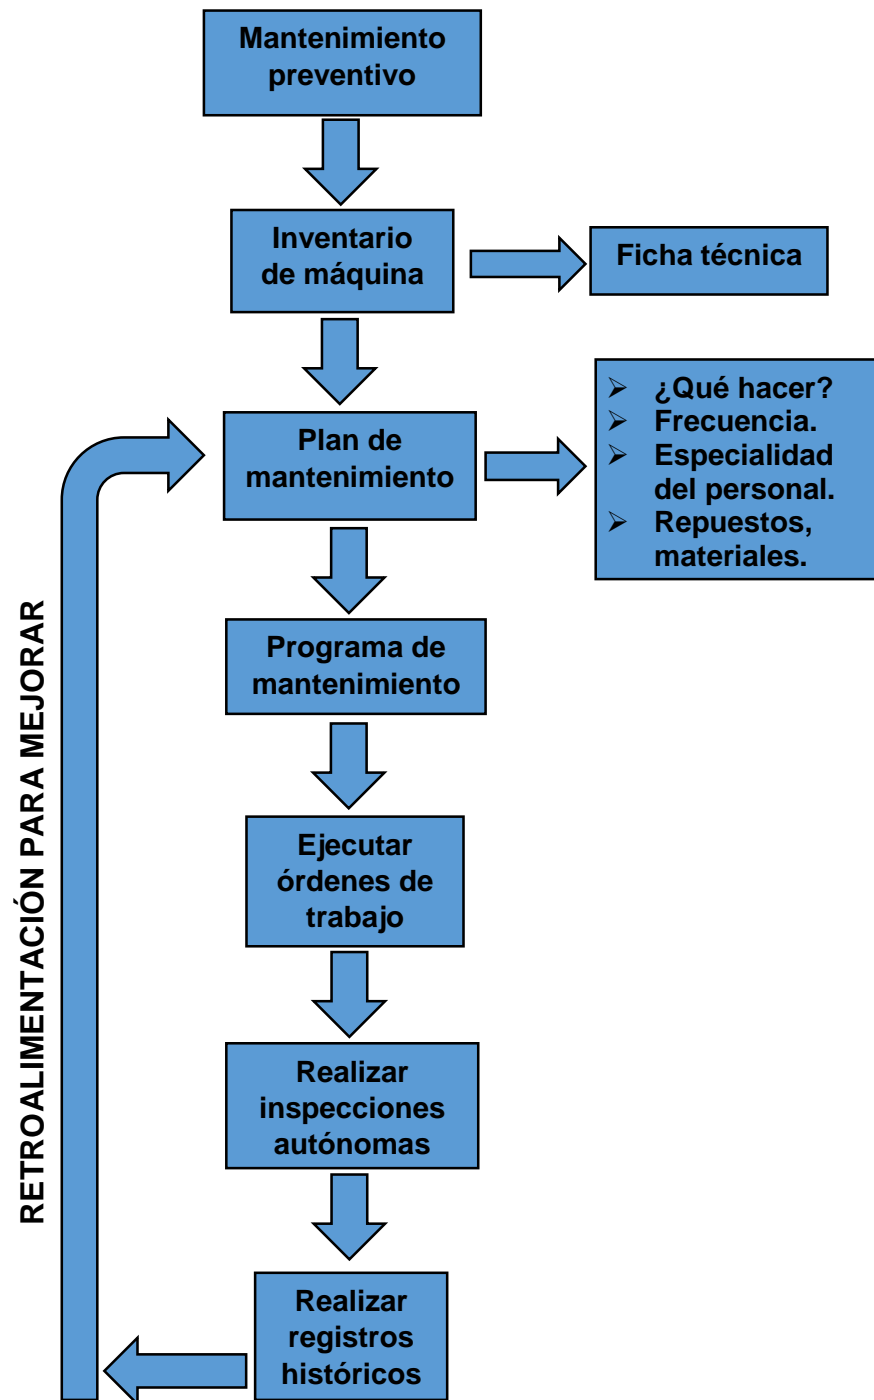 Mantenimiento
preventivo
Inventario
de máquina
Ficha técnica
Plan de
mantenimiento
➢ ¿Qué hacer?
➢ Frecuencia.
➢ Especialidad
del personal.
➢ Repuestos,
materiales.
Programa de
mantenimiento
Ejecutar
órdenes de
trabajo
Realizar
inspecciones
autónomas
Realizar
registros
históricos
RETROALIMENTACIÓN PARA MEJORAR